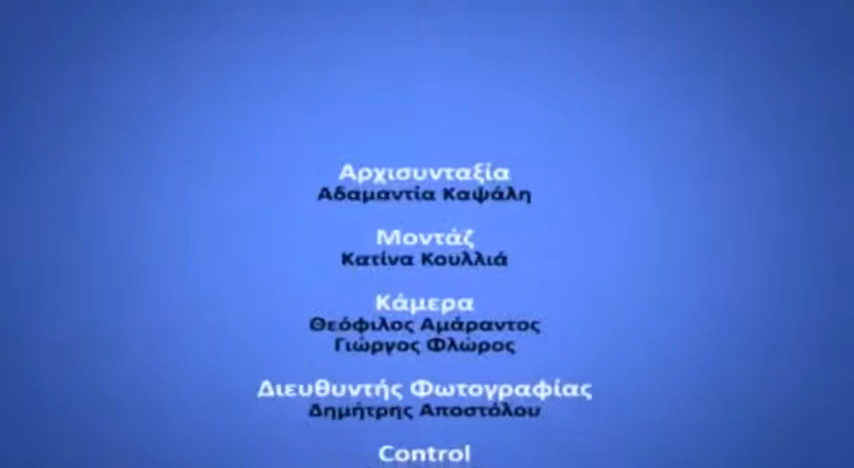 Αρχισυνταξία
Αδαμαντία Καψάλη
Μοντάζ
Κατίνα Κουλλιά
Κάμερα
Θεόφιλος Αμάραντος
Γιώργος Φλώρος
Διευθυντής Φωτογραφίας
Δημήτρης Αποστόλου
Control